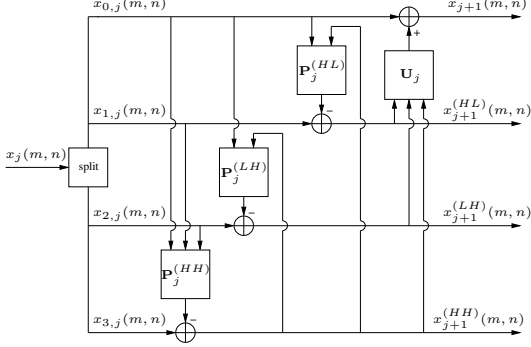 x_{0,j}(m, n)
x_{j+1}(m, n)
+
P_j^{(HL)}
U_j
−
x_{1,j}(m, n)
x_{j+1}^{(HL)}(m, n)
x_j(m, n)
split
P_j^{(LH)}
−
x_{2,j}(m, n)
x_{j+1}^{(LH)}(m, n)
P_j^{(HH)}
−
x_{3,j}(m, n)
x_{j+1}^{(HH)}(m, n)